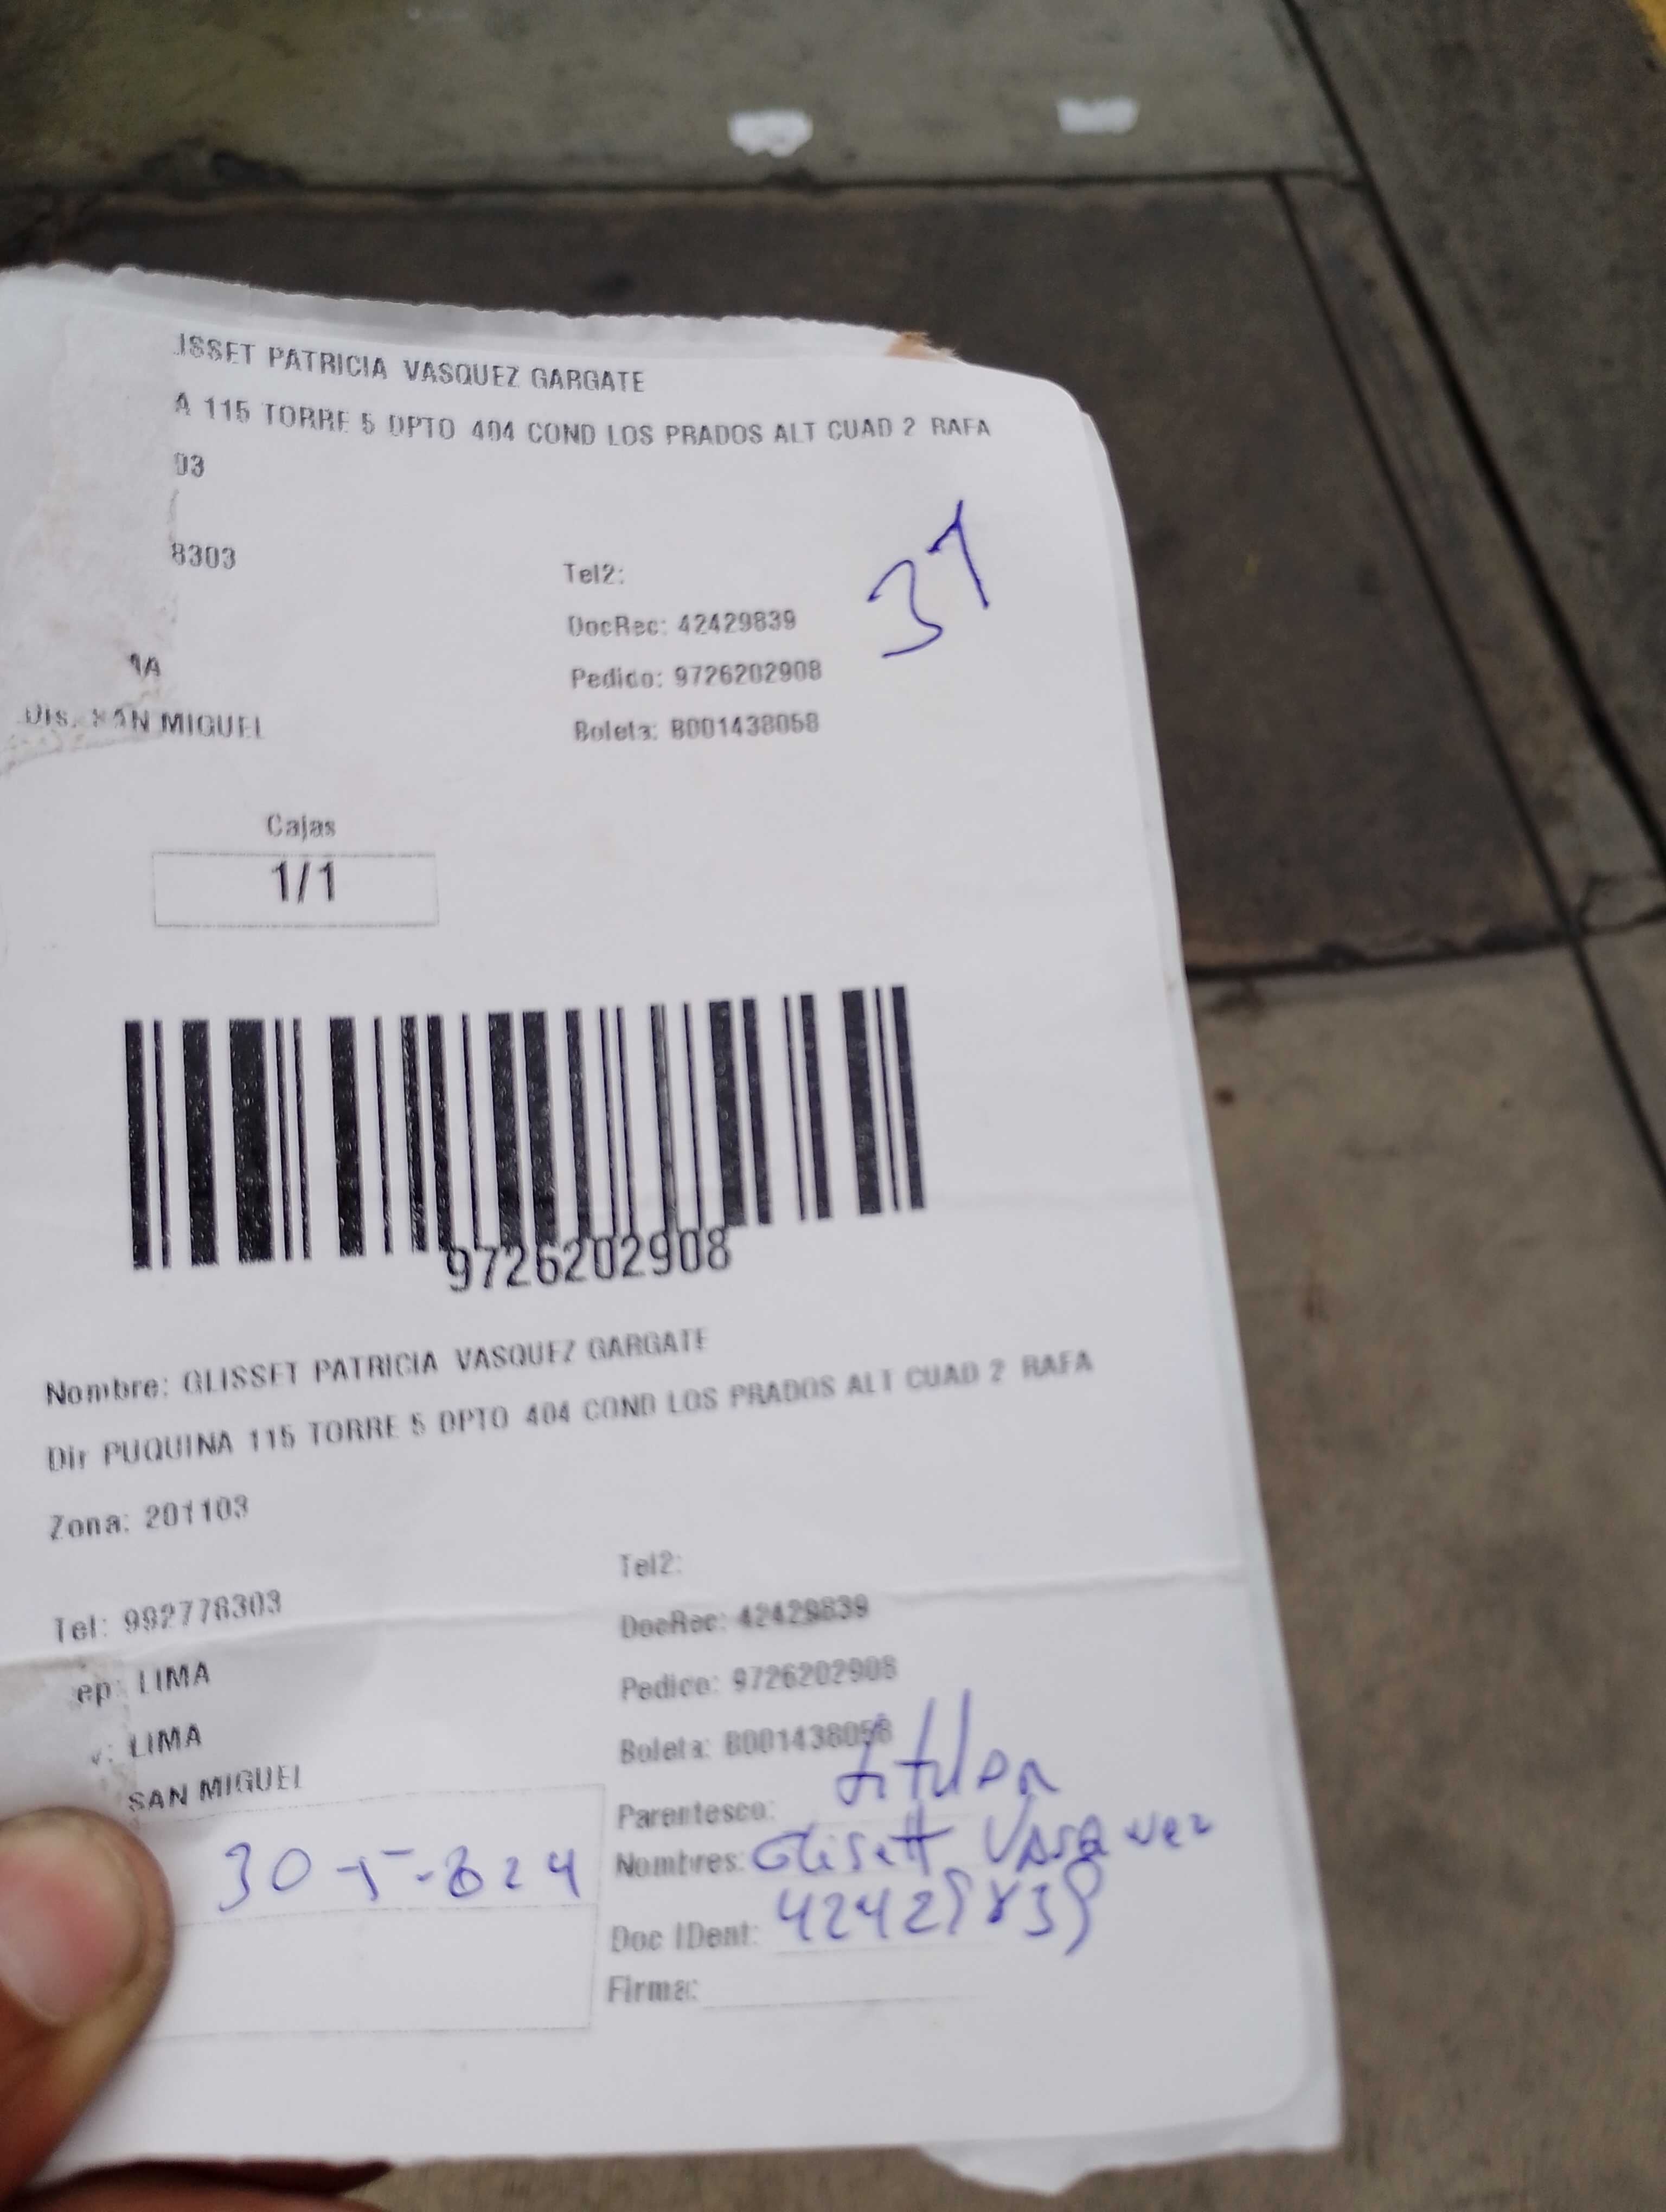 ISSET PATRICIA VASQUEZ GARGATE
A 115 TORRE 5 DPTO 404 COND LOS PRADOS ALT CUAD 2 RAFA
03
8303
Tel2:
31
DocRec: 42429839
Pedido: 9726202908
Boleta: B001438058
1A
Dis. SAN MIGUEL
Cajas
1/1
9726202908
Nombre: GLISSET PATRICIA VASQUEZ GARGATE
Dir PUQUINA 115 TORRE 5 DPTO 404 COND LOS PRADOS ALT CUAD 2 RAFA
Zona: 201103
Tel2:
Tel: 992778303
DocRec: 42429839
ep: LIMA
Pedido: 9726202908
v: LIMA
Boleta: B001438058
SAN MIGUEL
Parentesco: titular
30-5-
Nombres: Glisett Vasquez
Doc IDent: 42429839
Firma: